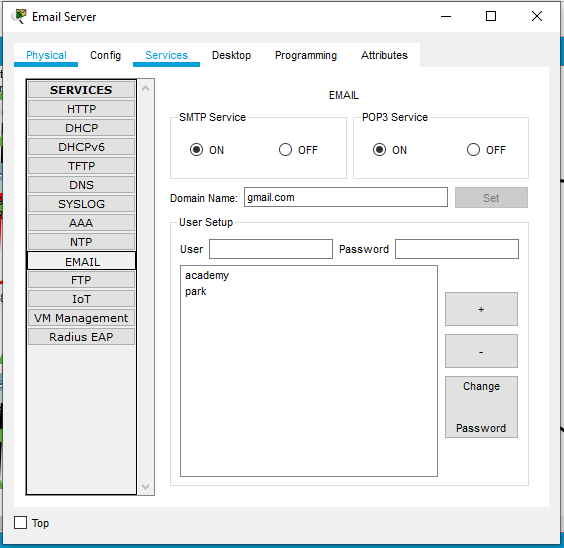 Email Server
Physical Config Services Desktop Programming Attributes
SERVICES
HTTP
DHCP
DHCPv6
TFTP
DNS
SYSLOG
AAA
NTP
EMAIL
FTP
IoT
VM Management
Radius EAP
EMAIL
SMTP Service
ON OFF
POP3 Service
ON OFF
Domain Name: gmail.com Set
User Setup
User Password
academy
park
+
-
Change
Password
Top